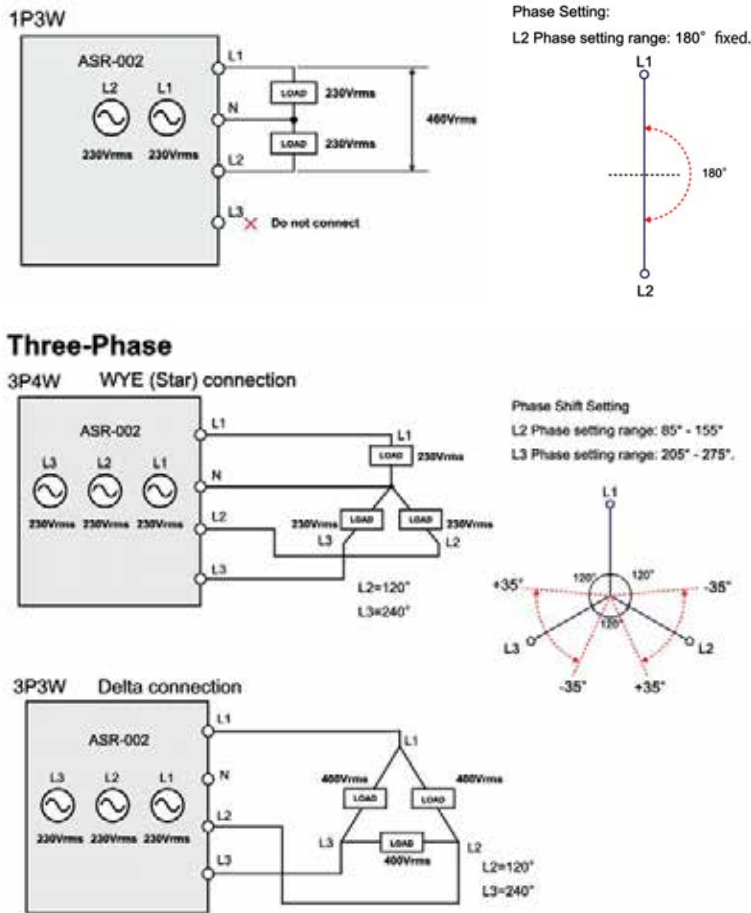 1P3W
ASR-002
L2 L1
230Vrms 230Vrms
L1
N
L2
L3
Do not connect
LOAD 230Vrms
LOAD 230Vrms
460Vrms
Phase Setting:
L2 Phase setting range: 180° fixed.
L1
180°
L2
Three-Phase
3P4W WYE (Star) connection
ASR-002
L3 L2 L1
230Vrms 230Vrms 230Vrms
L1
N
L2
L3
L1
LOAD 230Vrms
230Vrms LOAD LOAD 230Vrms
L3 L2
L2=120°
L3=240°
Phase Shift Setting
L2 Phase setting range: 85° - 155°
L3 Phase setting range: 205° - 275°.
L1
120° 120°
120°
+35° -35°
L3 L2
-35° +35°
3P3W Delta connection
ASR-002
L3 L2 L1
230Vrms 230Vrms 230Vrms
L1
N
L2
L3
L1
400Vrms 400Vrms
LOAD LOAD
L3 LOAD L2
400Vrms
L2=120°
L3=240°